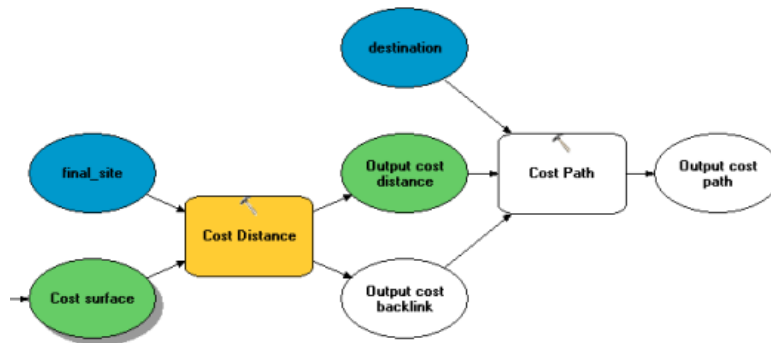 destination
final_site
Output cost
distance
Cost Path
Output cost
path
Cost Distance
Cost surface
Output cost
backlink